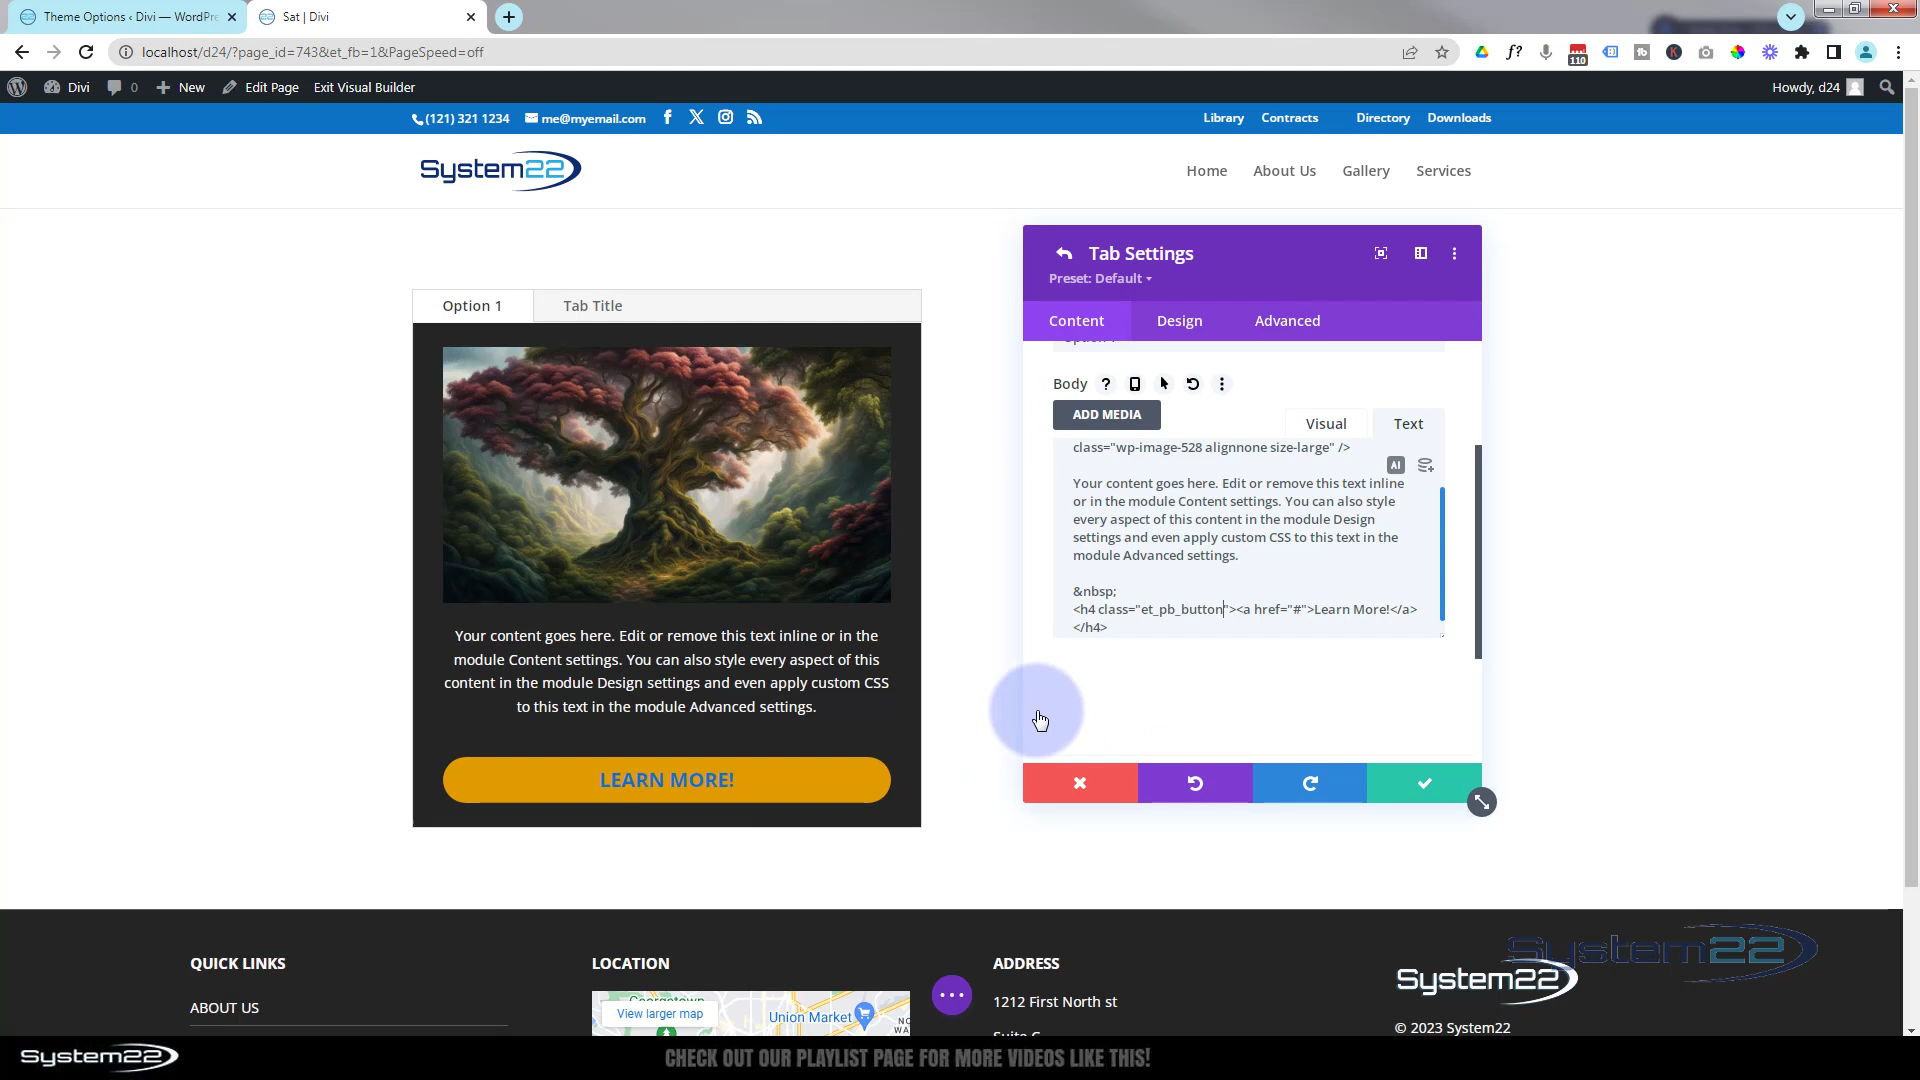 Theme Options ‹ Divi — WordPre
Sat | Divi
localhost/d24/?page_id=743&et_fb=1&PageSpeed=off
f?
110
Divi
0
New
Edit Page
Exit Visual Builder
Howdy, d24
(121) 321 1234
me@myemail.com
Library
Contracts
Directory
Downloads
System22
Home
About Us
Gallery
Services
Tab Settings
Preset: Default
Content
Design
Advanced
Option 1
Tab Title
Body
ADD MEDIA
Visual
Text
class="wp-image-528 alignnone size-large" />
AI
Your content goes here. Edit or remove this text inline
or in the module Content settings. You can also style
every aspect of this content in the module Design
settings and even apply custom CSS to this text in the
module Advanced settings.
&nbsp;
<h4 class="et_pb_button"><a href="#">Learn More!</a>
</h4>
Your content goes here. Edit or remove this text inline or in the
module Content settings. You can also style every aspect of this
content in the module Design settings and even apply custom CSS
to this text in the module Advanced settings.
LEARN MORE!
QUICK LINKS
ABOUT US
LOCATION
Georgetown
View larger map
Union Market
ADDRESS
1212 First North st
Suite C
System22
System22
© 2023 System22
System22
CHECK OUT OUR PLAYLIST PAGE FOR MORE VIDEOS LIKE THIS!